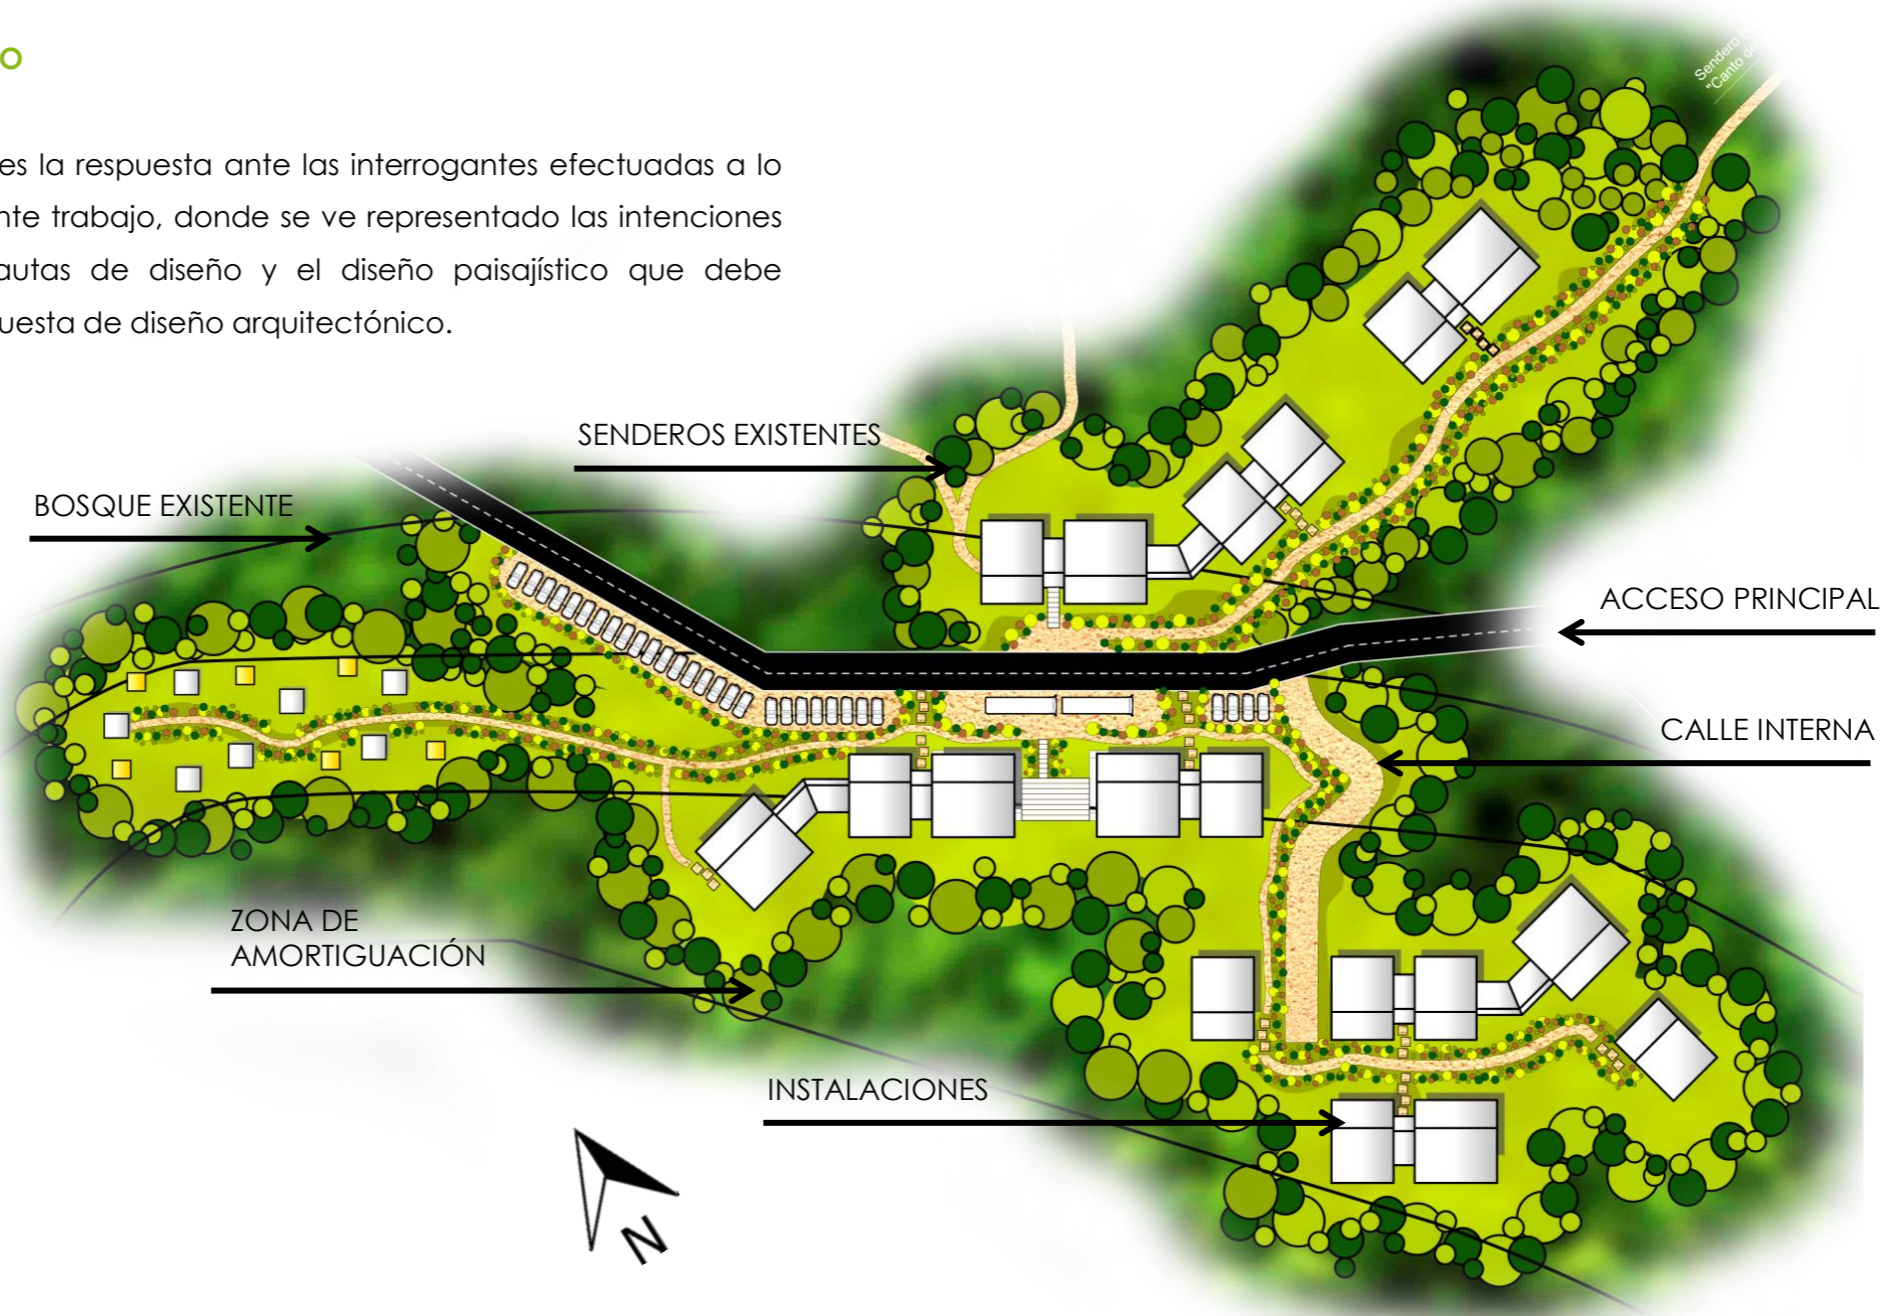 o
es la respuesta ante las interrogantes efectuadas a lo
nte trabajo, donde se ve representado las intenciones
autas de diseño y el diseño paisajístico que debe
uesta de diseño arquitectónico.
Sendero
"Canto
SENDEROS EXISTENTES
BOSQUE EXISTENTE
ACCESO PRINCIPAL
CALLE INTERNA
ZONA DE
AMORTIGUACIÓN
INSTALACIONES
N